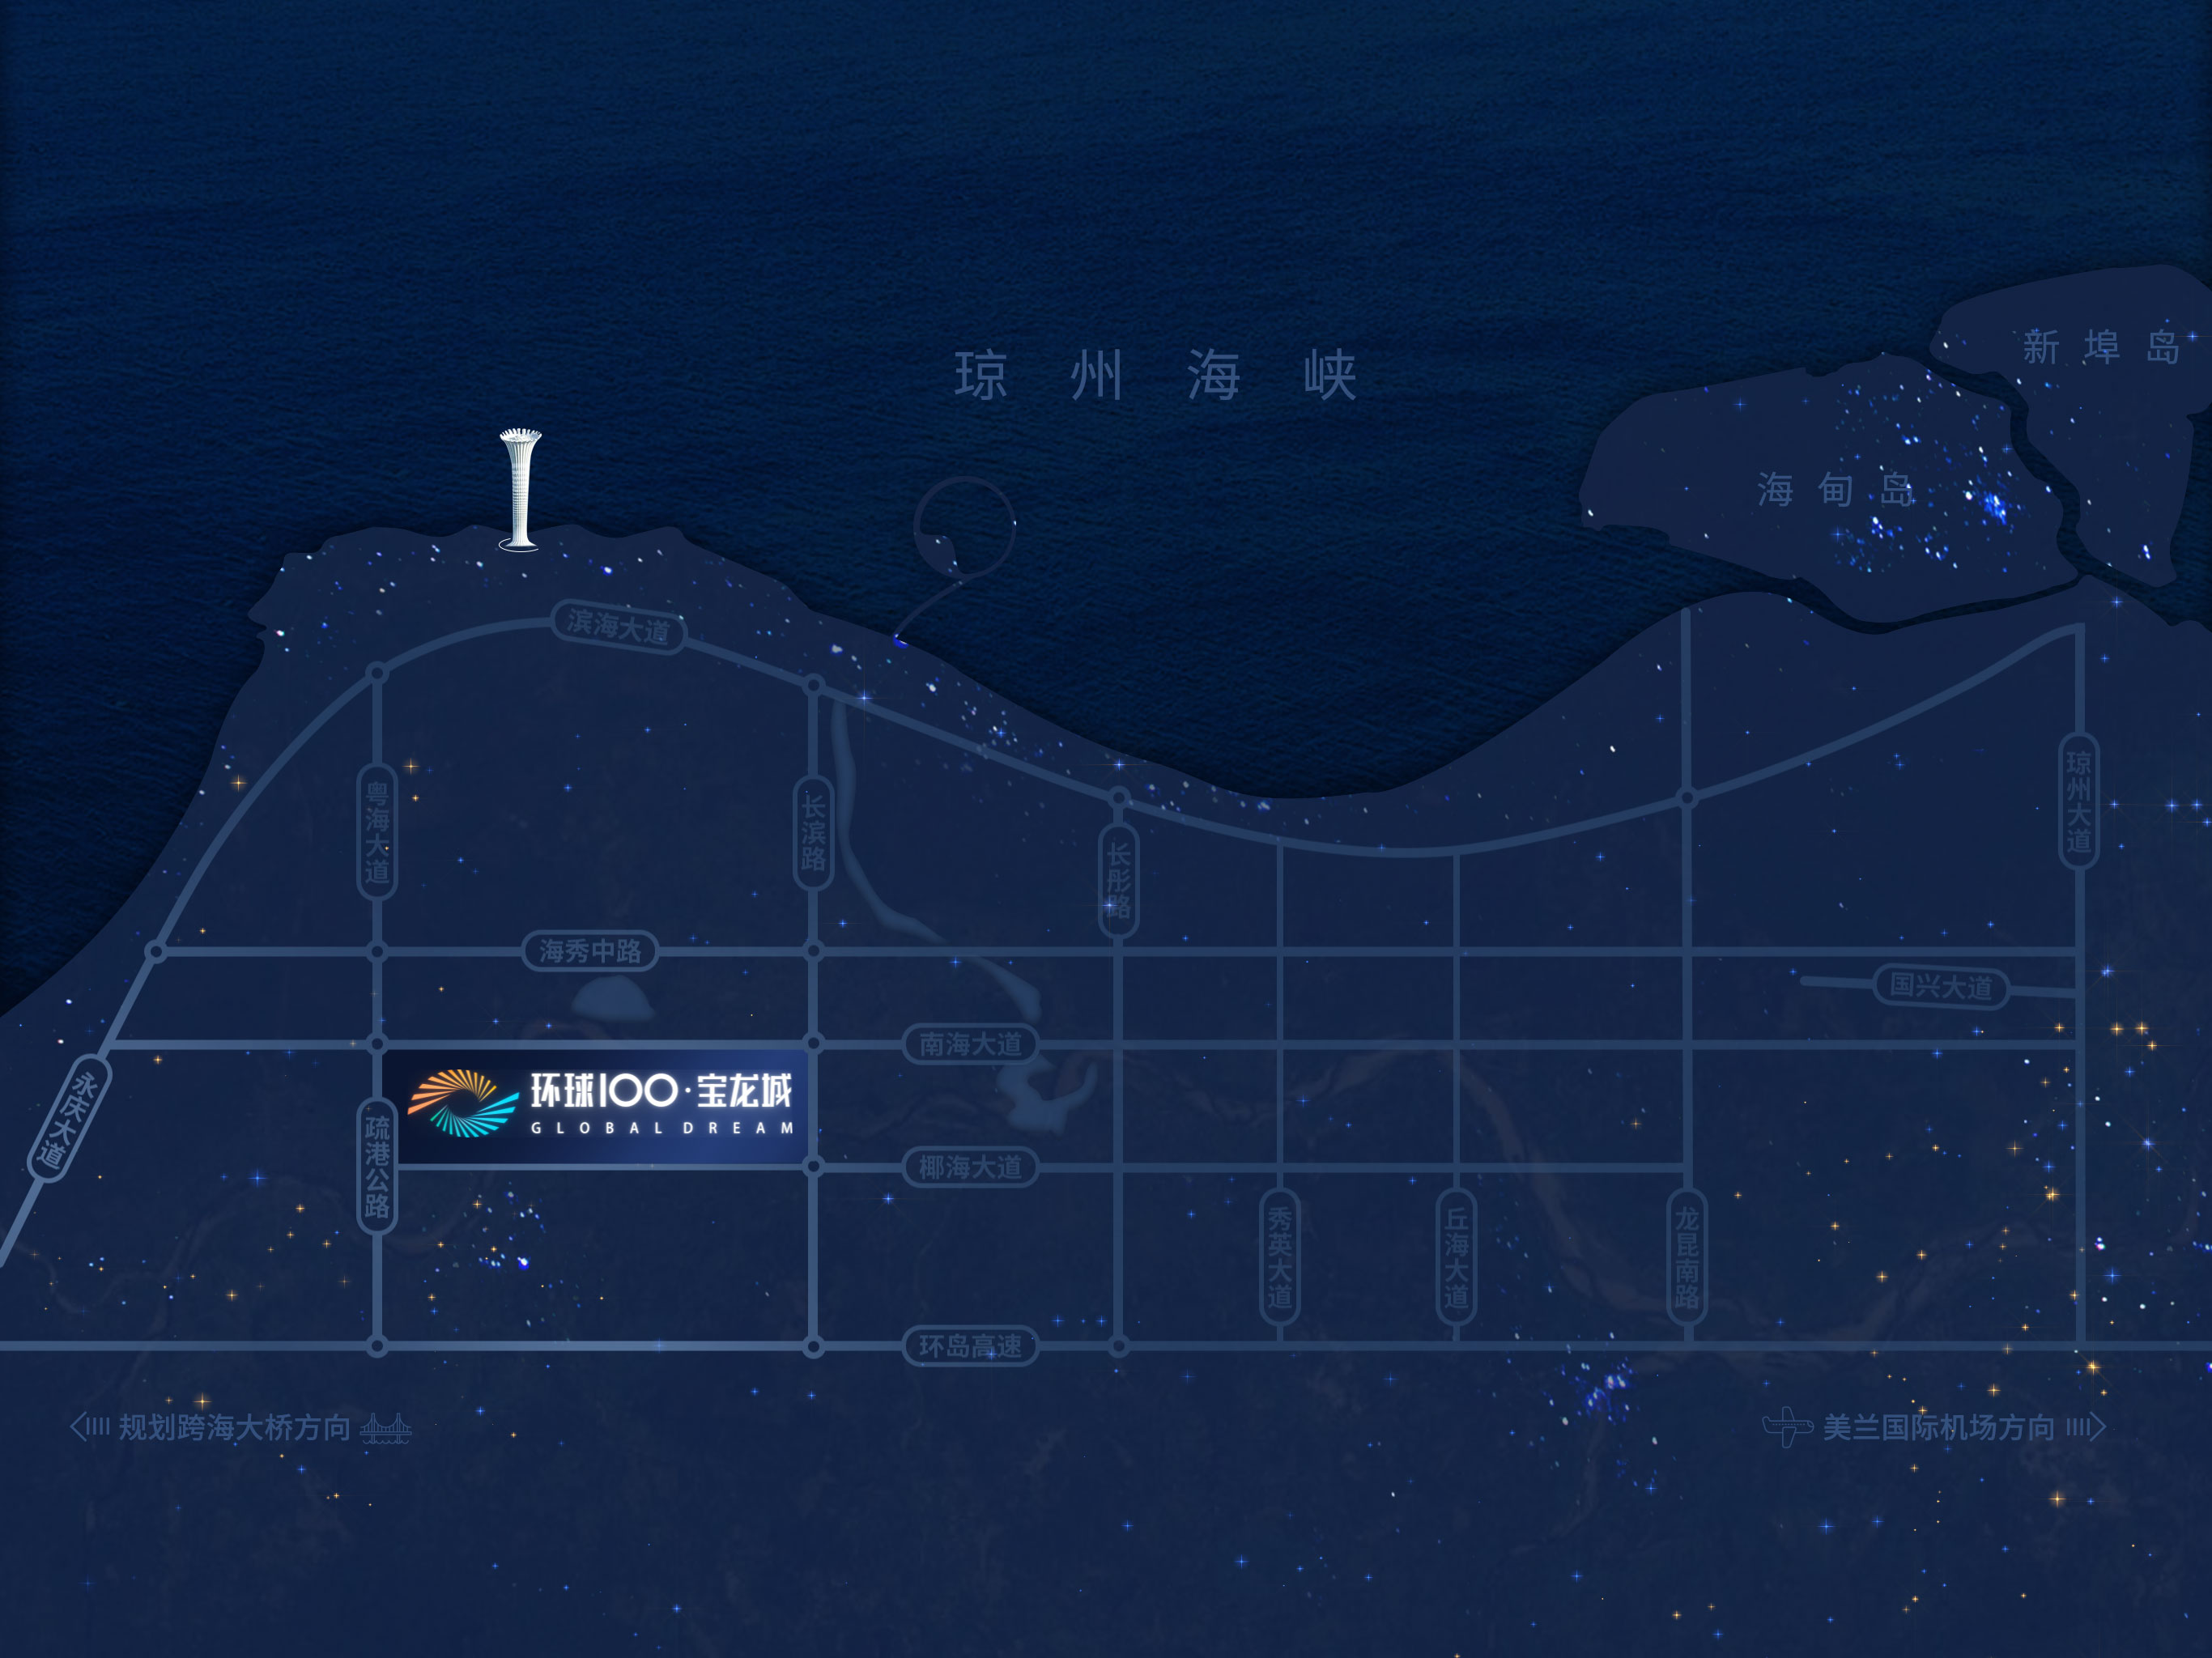 琼州海峡
新埠岛
海甸岛
滨海大道
粤海大道
长滨路
长彤路
琼州大道
海秀中路
国兴大道
南海大道
永庆大道
疏港公路
环球100·宝龙城
GLOBAL DREAM
椰海大道
秀英大道
丘海大道
龙昆南路
环岛高速
规划跨海大桥方向
美兰国际机场方向